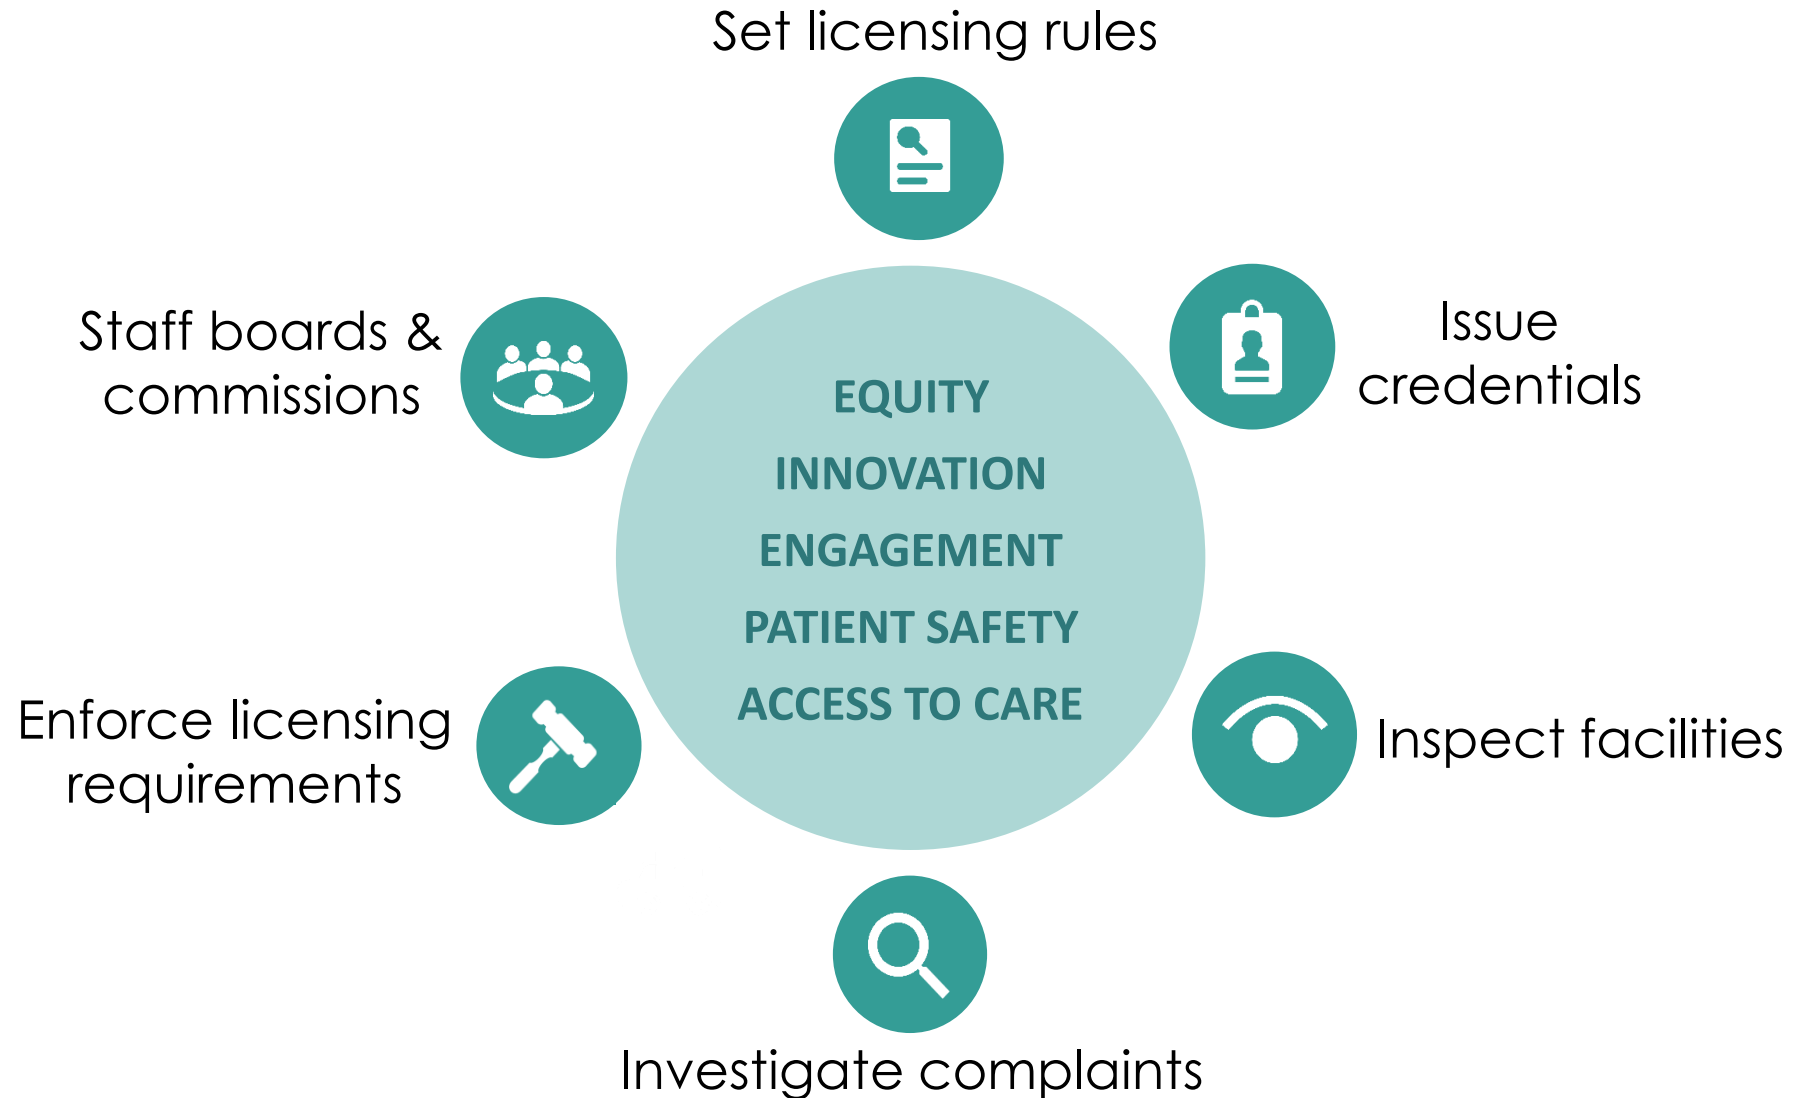 Set licensing rules
Issue
credentials
Inspect facilities
Investigate complaints
Enforce licensing
requirements
Staff boards &
commissions
EQUITY
INNOVATION
ENGAGEMENT
PATIENT SAFETY
ACCESS TO CARE